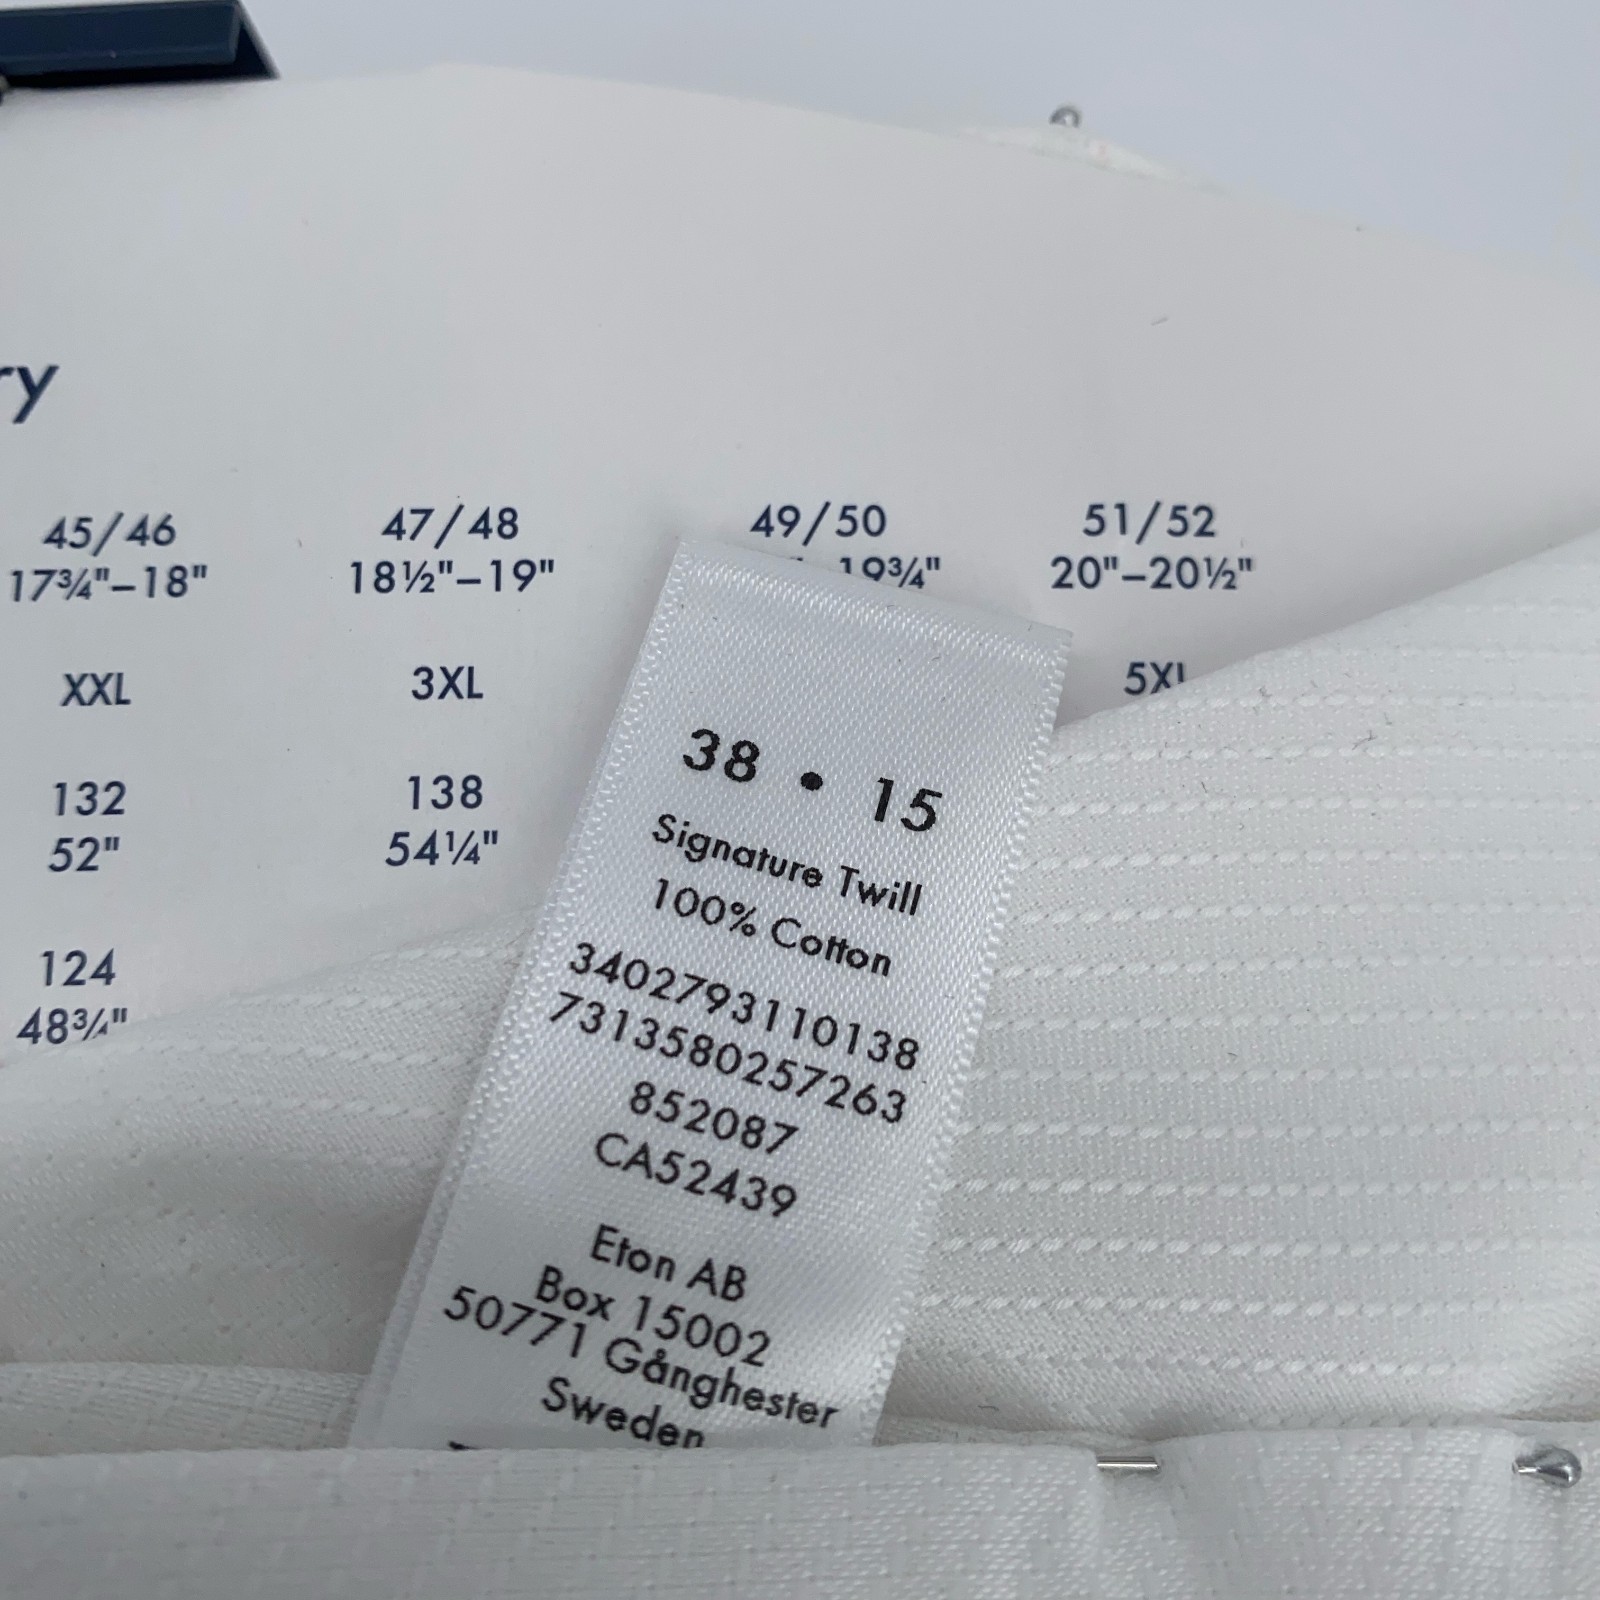 45/46 47/48 49/50 51/52
17¾"–18" 18½"–19" 19¾" 20"–20½"
XXL 3XL 5XL
132 138
52" 54¼"
124
48¾"
38 • 15
Signature Twill
100% Cotton
340279311​0138
7313580257263
852087
CA52439
Eton AB
Box 15002
50771 Gånghester
Sweden